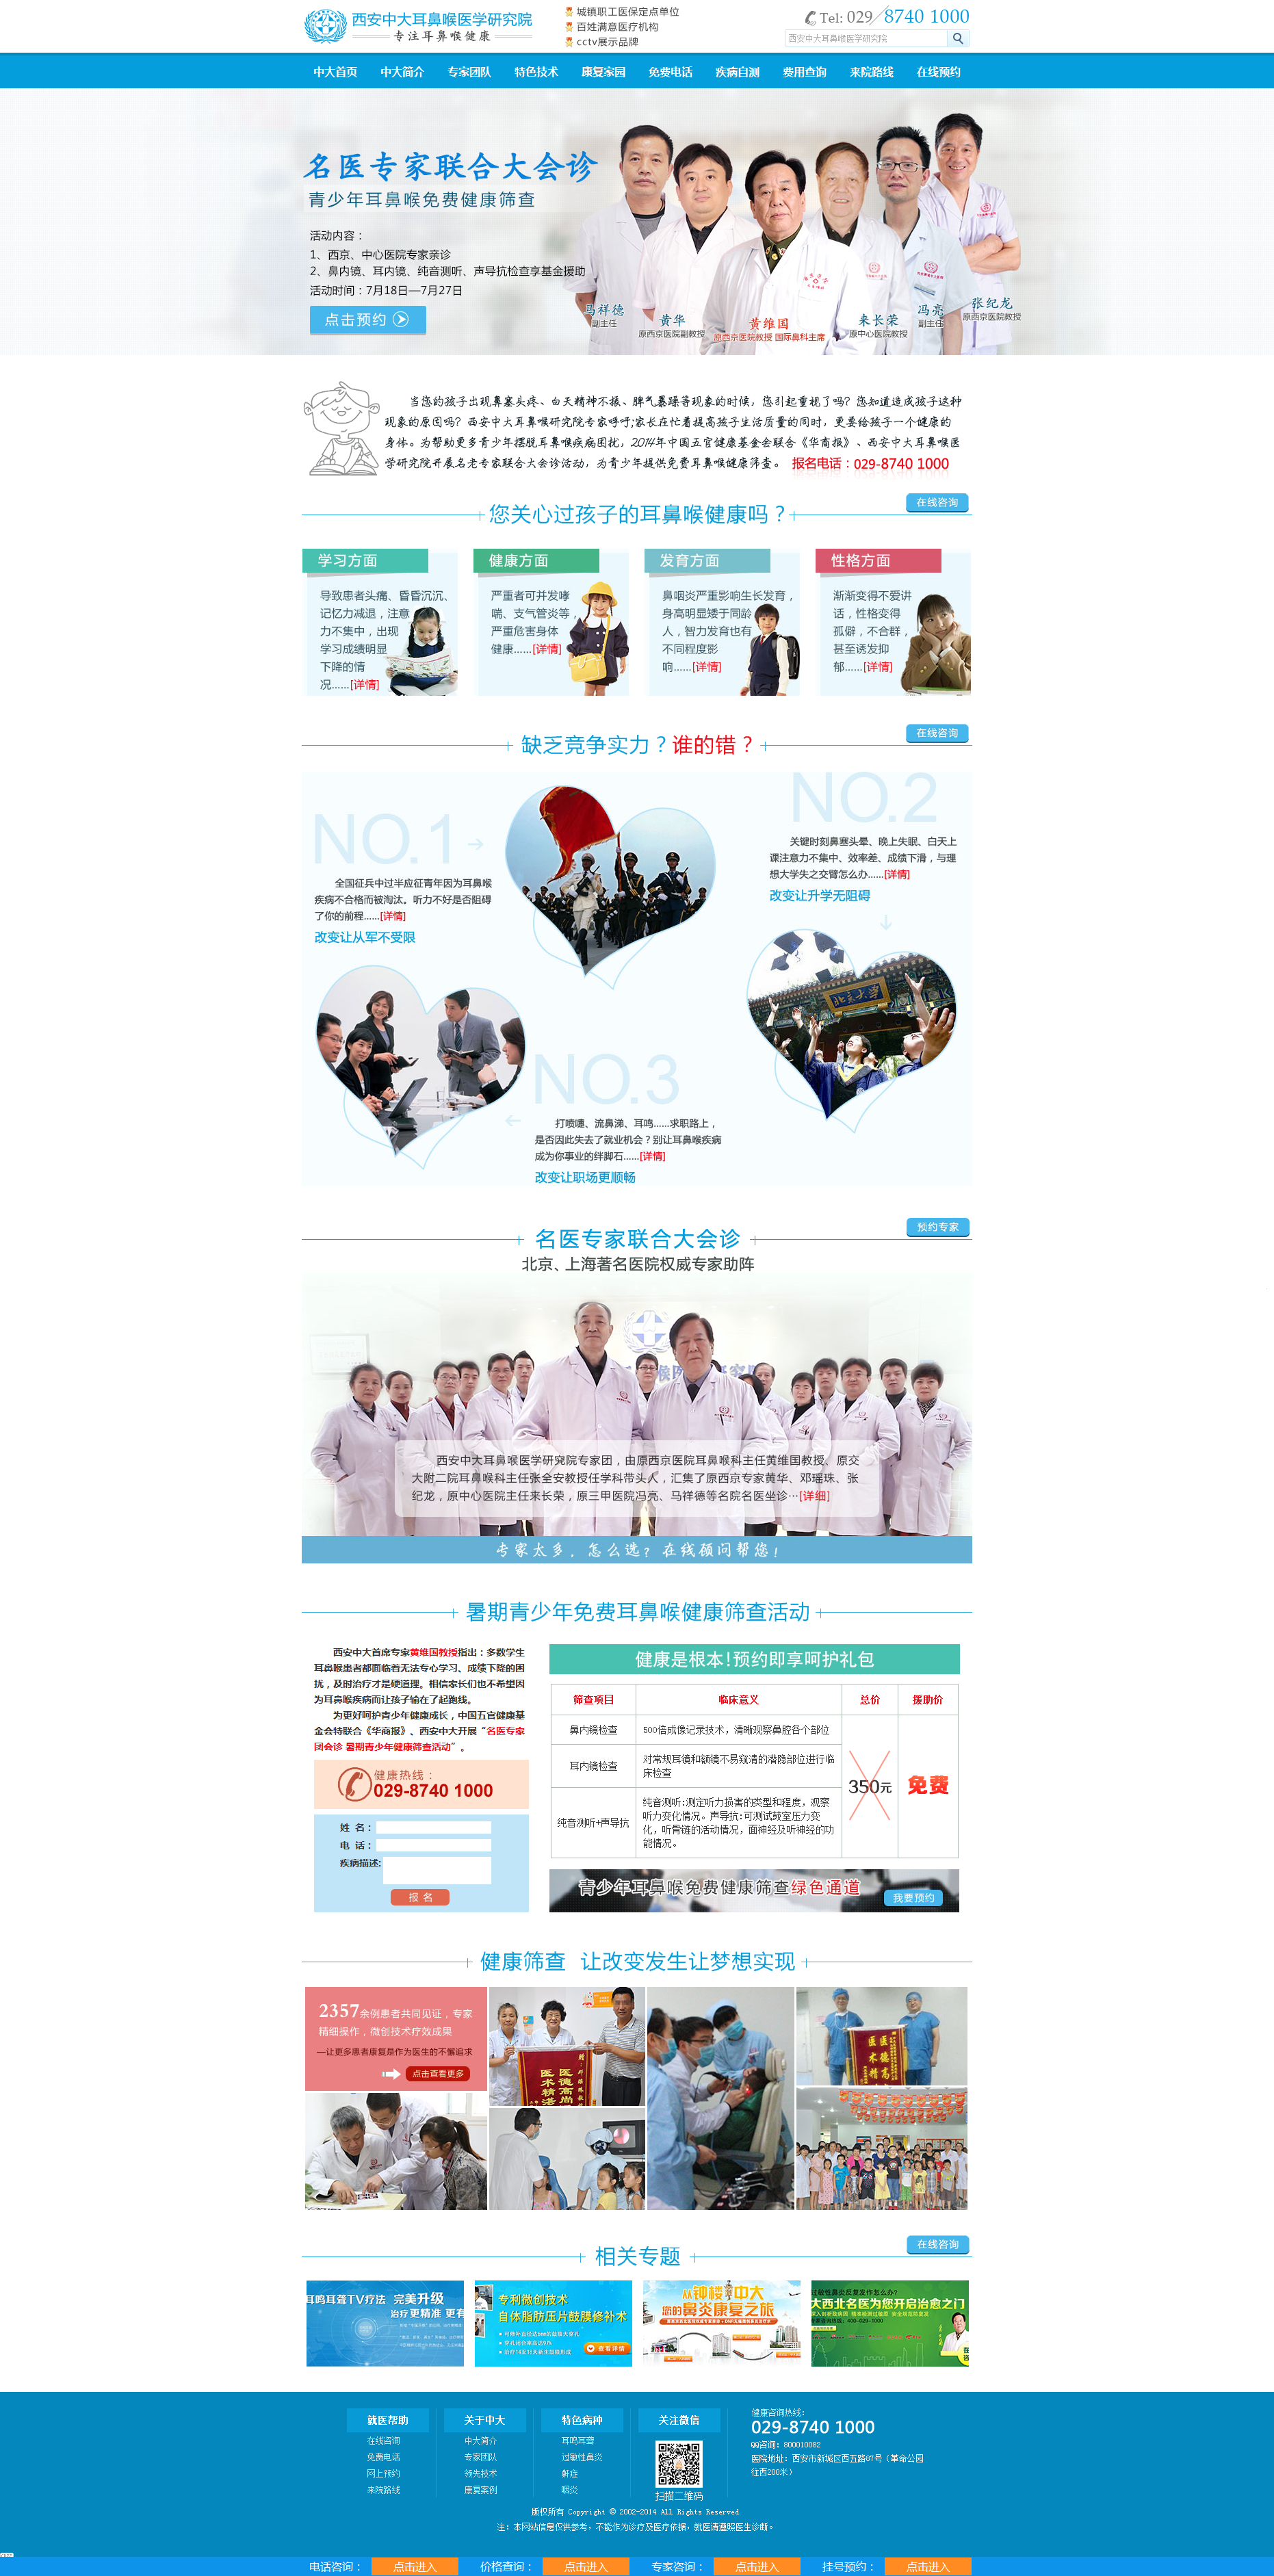 西安中大耳鼻喉医学研究院
专注耳鼻喉健康
城镇职工医保定点单位
百姓满意医疗机构
cctv展示品牌
Tel: 029/8740 1000
西安中大耳鼻喉医学研究院
中大首页 中大简介 专家团队 特色技术 康复家园 免费电话 疾病自测 费用查询 来院路线 在线预约
名医专家联合大会诊
青少年耳鼻喉免费健康筛查
活动内容：
1、西京、中心医院专家亲诊
2、鼻内镜、耳内镜、纯音测听、声导抗检查享基金援助
活动时间：7月18日—7月27日
点击预约
马祥德
副主任
黄华
原西京医院副教授
黄维国
原西京医院教授 国际鼻科主席
来长荣
原中心医院教授
冯亮
副主任
张纪龙
原西京医院教授
当您的孩子出现鼻塞头疼、白天精神不振、脾气暴躁等现象的时候，您引起重视了吗？您知道造成孩子这种
现象的原因吗？西安中大耳鼻喉研究院专家呼吁:家长在忙着提高孩子生活质量的同时，更要给孩子一个健康的
身体。为帮助更多青少年摆脱耳鼻喉疾病困扰，2014年中国五官健康基金会联合《华商报》、西安中大耳鼻喉医
学研究院开展名老专家联合大会诊活动，为青少年提供免费耳鼻喉健康筛查。 报名电话：029-8740 1000
在线咨询
您关心过孩子的耳鼻喉健康吗？
学习方面
导致患者头痛、昏昏沉沉、
记忆力减退，注意
力不集中，出现
学习成绩明显
下降的情
况......[详情]
健康方面
严重者可并发哮
喘、支气管炎等，
严重危害身体
健康......[详情]
发育方面
鼻咽炎严重影响生长发育，
身高明显矮于同龄
人，智力发育也有
不同程度影
响......[详情]
性格方面
渐渐变得不爱讲
话，性格变得
孤僻，不合群，
甚至诱发抑
郁......[详情]
在线咨询
缺乏竞争实力？谁的错？
NO.1
全国征兵中过半应征青年因为耳鼻喉
疾病不合格而被淘汰。听力不好是否阻碍
了你的前程......[详情]
改变让从军不受限
NO.2
关键时刻鼻塞头晕、晚上失眠、白天上
课注意力不集中、效率差、成绩下滑，与理
想大学失之交臂怎么办......[详情]
改变让升学无阻碍
北京大学
NO.3
打喷嚏、流鼻涕、耳鸣......求职路上，
是否因此失去了就业机会？别让耳鼻喉疾病
成为你事业的绊脚石......[详情]
改变让职场更顺畅
预约专家
名医专家联合大会诊
北京、上海著名医院权威专家助阵
西安中大耳鼻喉医学研究院专家团，由原西京医院耳鼻喉科主任黄维国教授、原交
大附二院耳鼻喉科主任张全安教授任学科带头人，汇集了原西京专家黄华、邓瑶珠、张
纪龙，原中心医院主任来长荣，原三甲医院冯亮、马祥德等名院名医坐诊···[详细]
专家太多，怎么选？在线顾问帮您！
暑期青少年免费耳鼻喉健康筛查活动
西安中大首席专家黄维国教授指出：多数学生
耳鼻喉患者都面临着无法专心学习、成绩下降的困
扰，及时治疗才是硬道理。相信家长们也不希望因
为耳鼻喉疾病而让孩子输在了起跑线。
为更好呵护青少年健康成长，中国五官健康基
金会特联合《华商报》、西安中大开展“名医专家
团会诊 暑期青少年健康筛查活动”。
健康热线：
029-8740 1000
姓 名：
电 话：
疾病描述:
报 名
健康是根本!预约即享呵护礼包
筛查项目 临床意义 总价 援助价
鼻内镜检查 500倍成像记录技术，清晰观察鼻腔各个部位
耳内镜检查 对常规耳镜和额镜不易窥清的潜隐部位进行临
床检查
350元 免费
纯音测听+声导抗 纯音测听:测定听力损害的类型和程度，观察
听力变化情况。声导抗:可测试鼓室压力变
化，听骨链的活动情况，面神经及听神经的功
能情况。
青少年耳鼻喉免费健康筛查绿色通道
我要预约
健康筛查 让改变发生让梦想实现
2357余例患者共同见证，专家
精细操作，微创技术疗效成果
—让更多患者康复是作为医生的不懈追求
点击查看更多
医德高尚
医术精湛
医德高
医术精
在线咨询
相关专题
耳鸣耳聋TV疗法 完美升级
治疗更精准 更有
专利微创技术
自体脂肪压片鼓膜修补术
查看详情
从钟楼到中大
您的鼻炎康复之旅
过敏性鼻炎反复发作怎么办？
大西北名医为您开启治愈之门
就医帮助 关于中大 特色病种 关注微信
在线咨询 中大简介 耳鸣耳聋
免费电话 专家团队 过敏性鼻炎
网上预约 领先技术 鼾症
来院路线 康复案例 咽炎
扫描二维码
健康咨询热线：
029-8740 1000
QQ咨询：800010082
医院地址：西安市新城区西五路87号（革命公园
往西200米）
版权所有 Copyright © 2002-2014 All Rights Reserved.
注：本网站信息仅供参考，不能作为诊疗及医疗依据，就医请遵照医生诊断。
电话咨询： 点击进入 价格查询： 点击进入 专家咨询： 点击进入 挂号预约： 点击进入